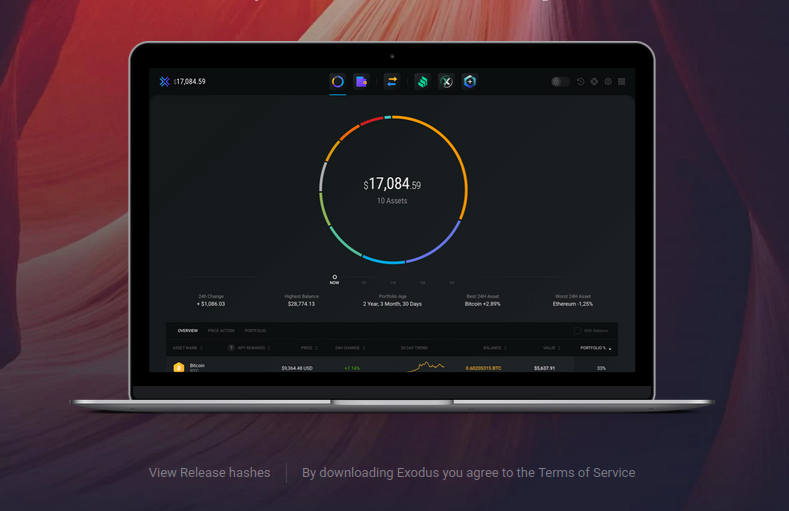 $17,084.59
$17,084.59
10 Assets
NOW
24H Change
+ $1,086.03
Highest Balance
$28,774.13
Portfolio Age
2 Year, 3 Month, 30 Days
Best 24H Asset
Bitcoin +2.89%
Worst 24H Asset
Ethereum -1.25%
OVERVIEW PRICE ACTION PORTFOLIO
ASSET NAME APY REWARDS PRICE 24H CHANGE 30 DAY TREND BALANCE VALUE PORTFOLIO %
Bitcoin
BTC
$9,364.48 USD +7.14% 0.60205315 BTC $5,637.91 33%
View Release hashes
By downloading Exodus you agree to the Terms of Service